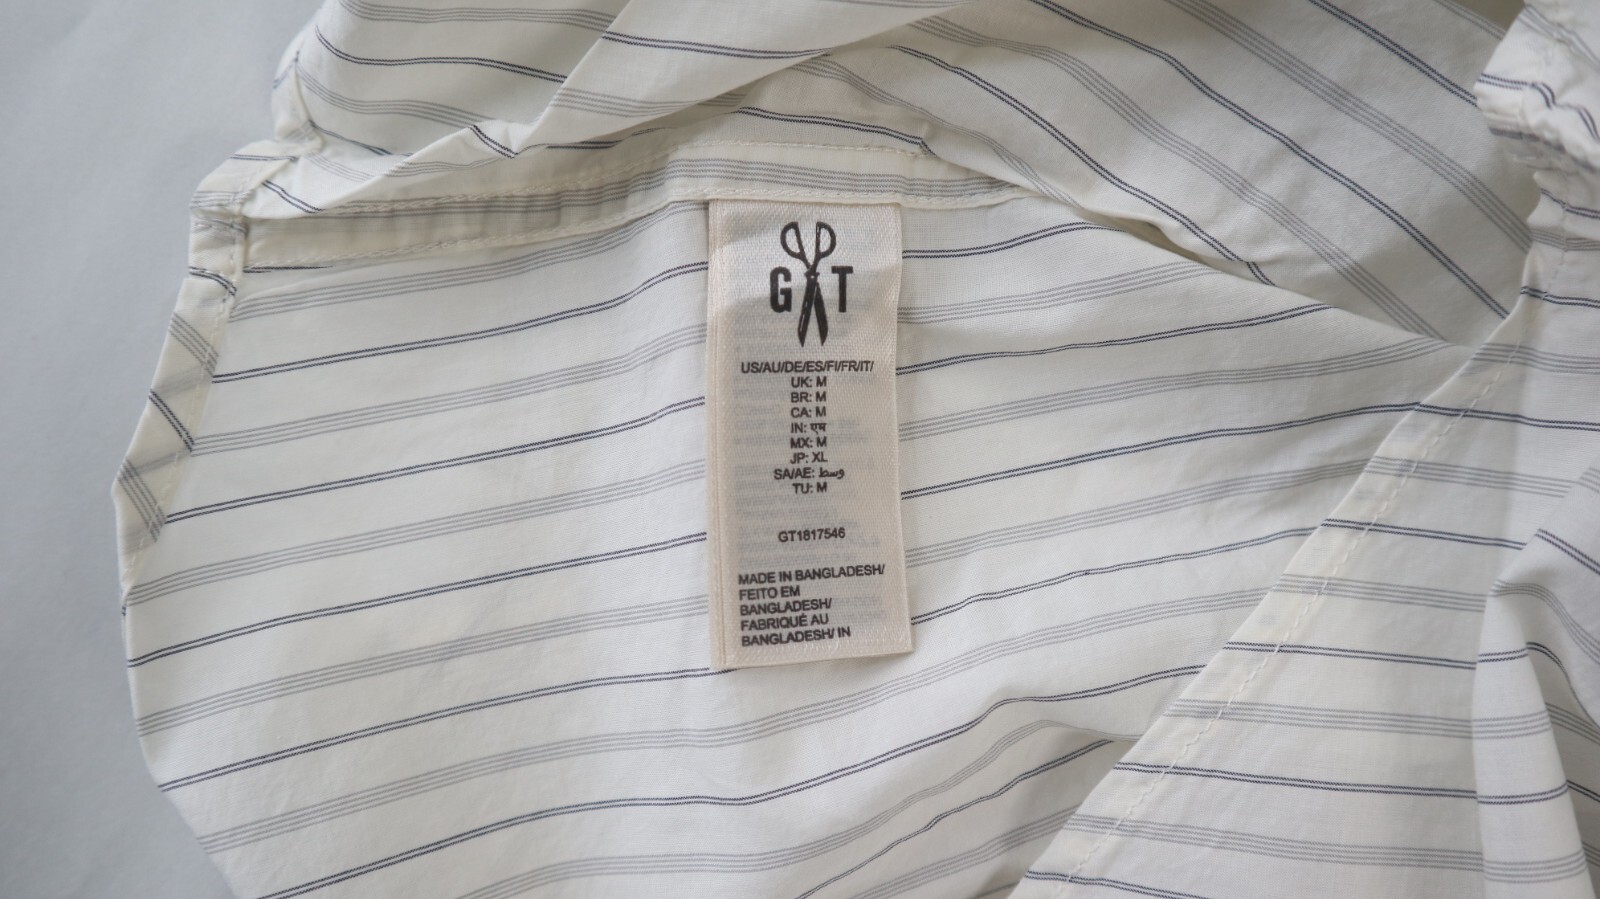 G T
US/AU/DE/ES/FI/FR/IT/
UK: M
BR: M
CA: M
IN: एम
MX: M
JP: XL
SA/AE: وسط
TU: M
GT1817546
MADE IN BANGLADESH/
FEITO EM
BANGLADESH/
FABRIQUÉ AU
BANGLADESH/ IN